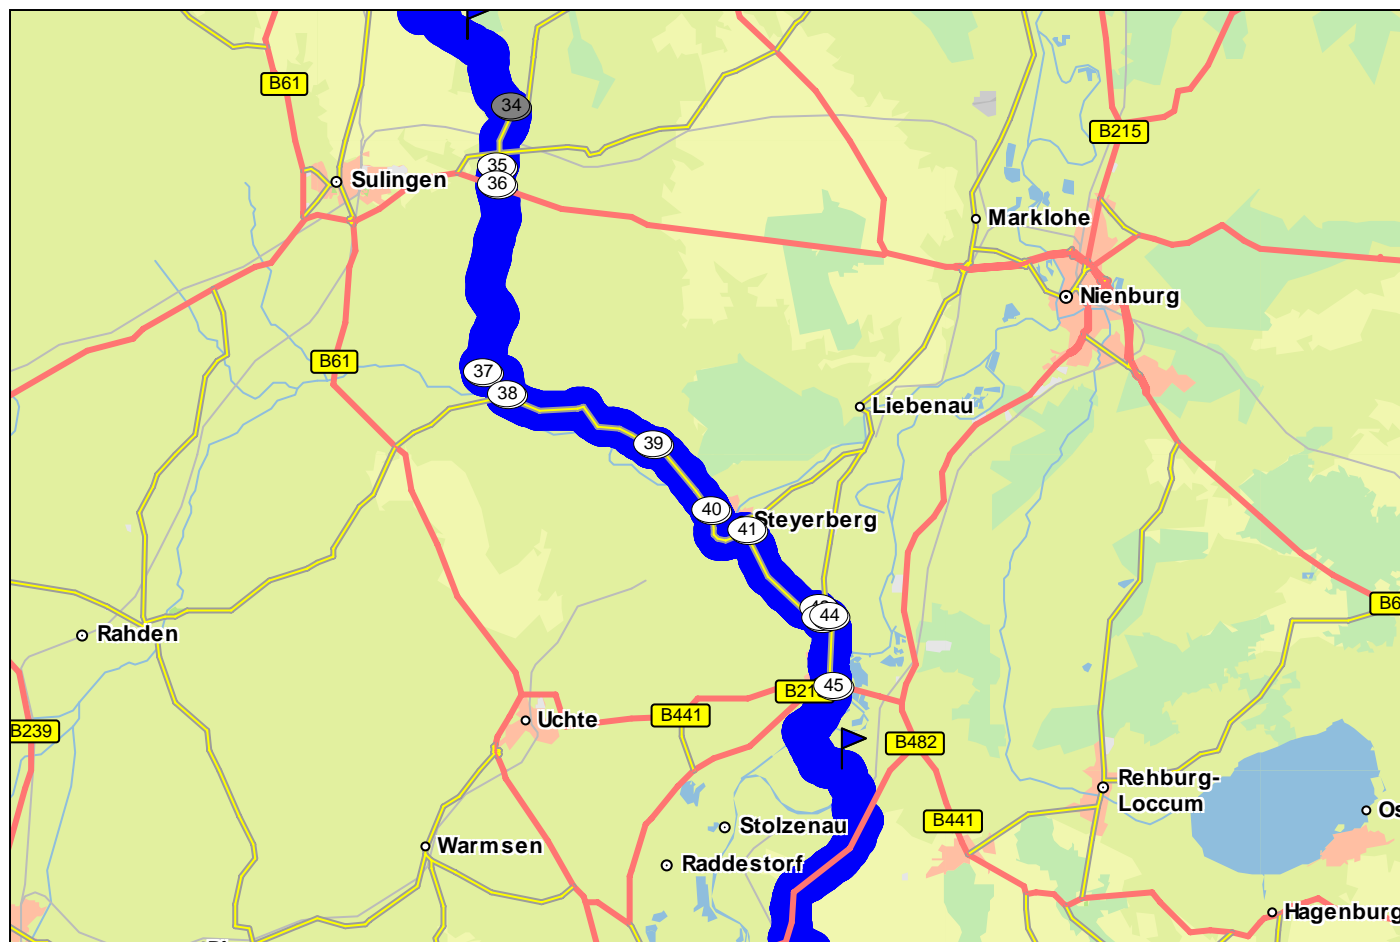 B61
34
B215
35
Sulingen
36
Marklohe
Nienburg
B61
37
38
Liebenau
39
40
Steyerberg
41
44
Rahden
45
Uchte
B441
B239
B482
Rehburg-
Loccum
B441
Stolzenau
Warmsen
Raddestorf
Hagenburg